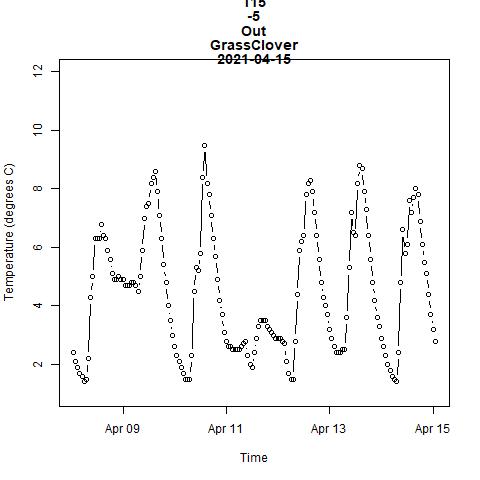 T15
-5
Out
GrassClover
2021-04-15
12
10
8
6
4
2
Temperature (degrees C)
Apr 09
Apr 11
Apr 13
Apr 15
Time